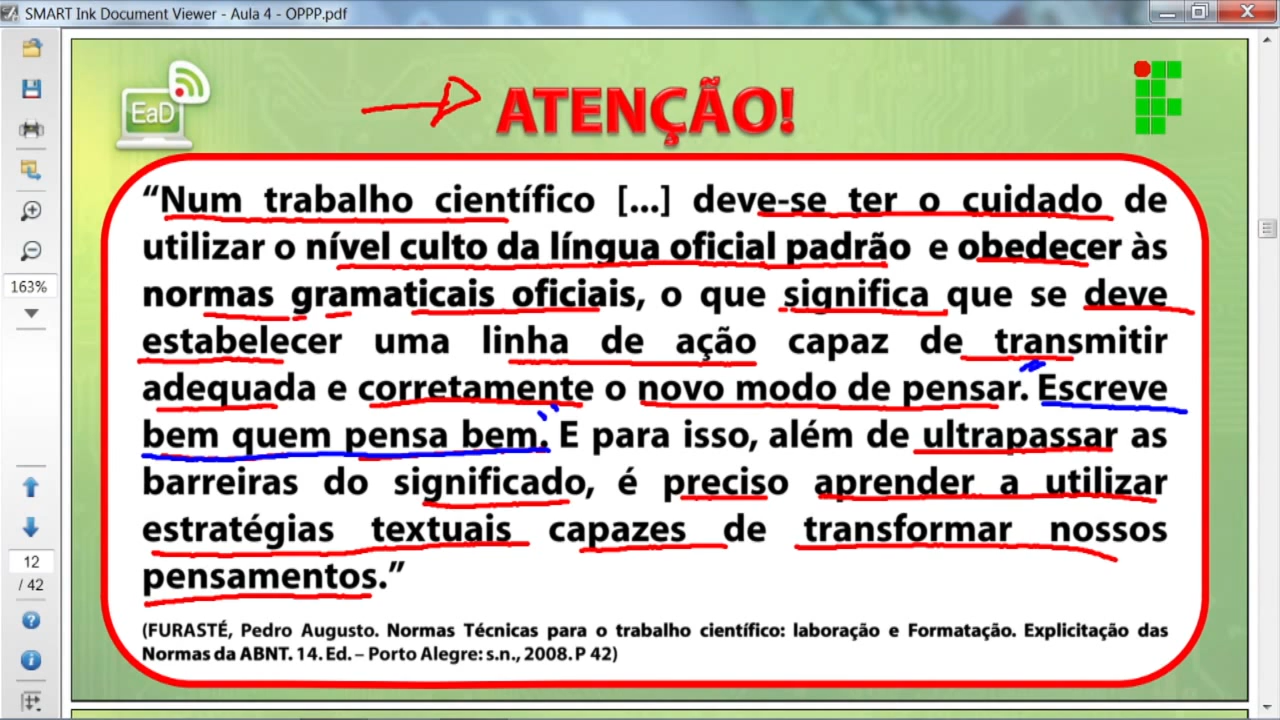 SMART Ink Document Viewer - Aula 4 - OPPP.pdf
EaD
ATENÇÃO!
“Num trabalho científico [...] deve-se ter o cuidado de
utilizar o nível culto da língua oficial padrão e obedecer às
normas gramaticais oficiais, o que significa que se deve
estabelecer uma linha de ação capaz de transmitir
adequada e corretamente o novo modo de pensar. Escreve
bem quem pensa bem. E para isso, além de ultrapassar as
barreiras do significado, é preciso aprender a utilizar
estratégias textuais capazes de transformar nossos
pensamentos.”
(FURASTÉ, Pedro Augusto. Normas Técnicas para o trabalho científico: laboração e Formatação. Explicitação das
Normas da ABNT. 14. Ed. – Porto Alegre: s.n., 2008. P 42)
163%
12
/ 42